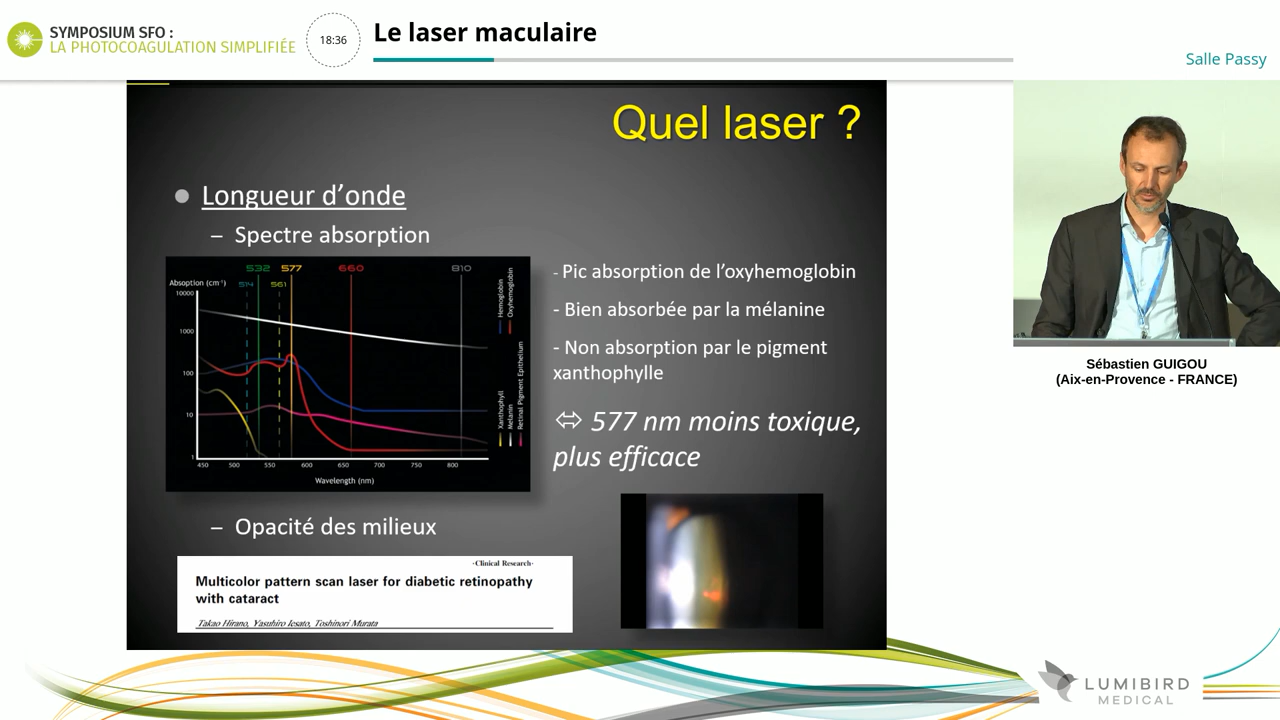 SYMPOSIUM SFO :
LA PHOTOCOAGULATION SIMPLIFIÉE
18:36
Le laser maculaire
Salle Passy
Quel laser ?
Longueur d’onde
– Spectre absorption
532 577 660 810
514 561
Absoption (cm⁻¹)
10000
1000
100
10
1
450 500 550 600 650 700 750 800
Wavelength (nm)
Hemoglobin
Oxyhemoglobin
Xanthophyll
Melanin
Retinal Pigment Epithelium
- Pic absorption de l’oxyhemoglobin
- Bien absorbée par la mélanine
- Non absorption par le pigment
xanthophylle
⬄ 577 nm moins toxique,
plus efficace
– Opacité des milieux
·Clinical Research·
Multicolor pattern scan laser for diabetic retinopathy
with cataract
Takao Hirano, Yasuhiro Iesato, Toshinori Murata
Sébastien GUIGOU
(Aix-en-Provence - FRANCE)
LUMIBIRD
MEDICAL